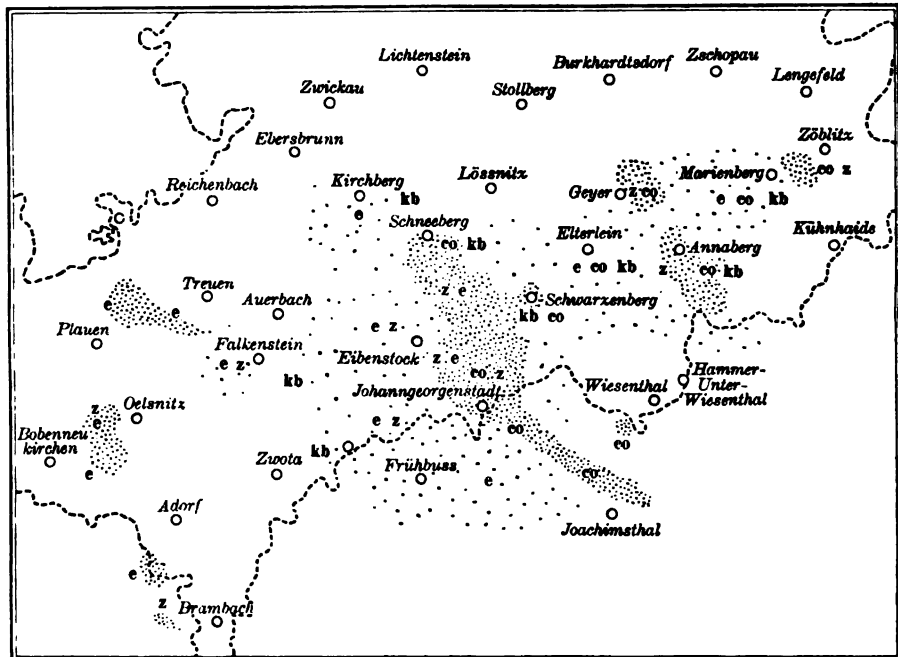 Lichtenstein
Burkhardtsdorf
Zschopau
Zwickau
Stollberg
Lengefeld
Ebersbrunn
Zöblitz
co z
Reichenbach
Kirchberg
kb
e
Lössnitz
Geyer
z co
Marienberg
e co kb
Schneeberg
co kb
Elterlein
e co kb
Annaberg
z
co kb
Kühnhaide
Treuen
e
e
Auerbach
z e
Schwarzenberg
kb co
Plauen
e z
Falkenstein
e z
Eibenstock
z e
kb
co z
Johanngeorgenstadt
Wiesenthal
Hammer-
Unter-
Wiesenthal
z
e
Oelsnitz
e z
co
co
Bobenneu
kirchen
e
Zwota
kb
Frühbuss
e
co
Adorf
Joachimsthal
e
z
Brambach